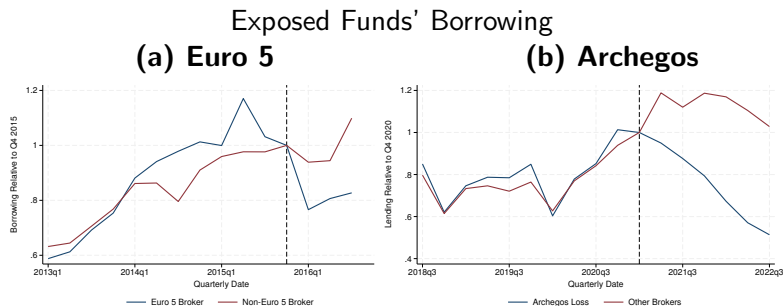 Exposed Funds' Borrowing
(a) Euro 5
Borrowing Relative to Q4 2015
1.2
1
.8
.6
2013q1 2014q1 2015q1 2016q1
Quarterly Date
Euro 5 Broker Non-Euro 5 Broker
(b) Archegos
Lending Relative to Q4 2020
1.2
1
.8
.6
.4
2018q3 2019q3 2020q3 2021q3 2022q3
Quarterly Date
Archegos Loss Other Brokers